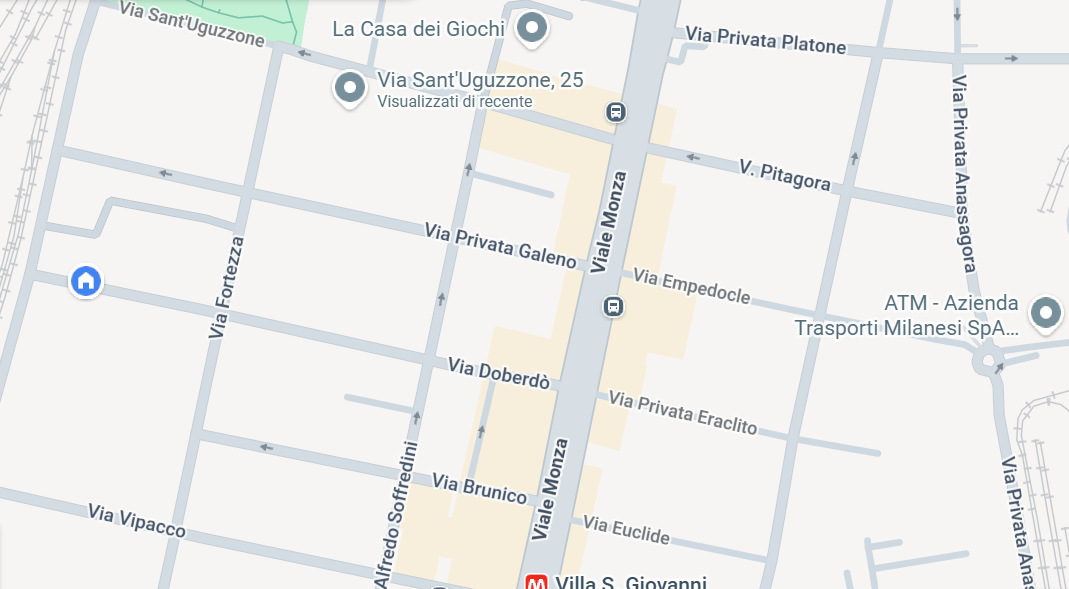 Via Sant'Uguzzone
La Casa dei Giochi
Via Privata Platone
Via Sant'Uguzzone, 25
Visualizzati di recente
Via Privata Anassagora
V. Pitagora
Viale Monza
Via Privata Galeno
Via Fortezza
Via Empedocle
ATM - Azienda
Trasporti Milanesi SpA...
Via Doberdò
Via Privata Eraclito
Alfredo Soffredini
Viale Monza
Via Brunico
Via Vipacco
Via Euclide
Via Privata Anas
M
Villa S. Giovanni